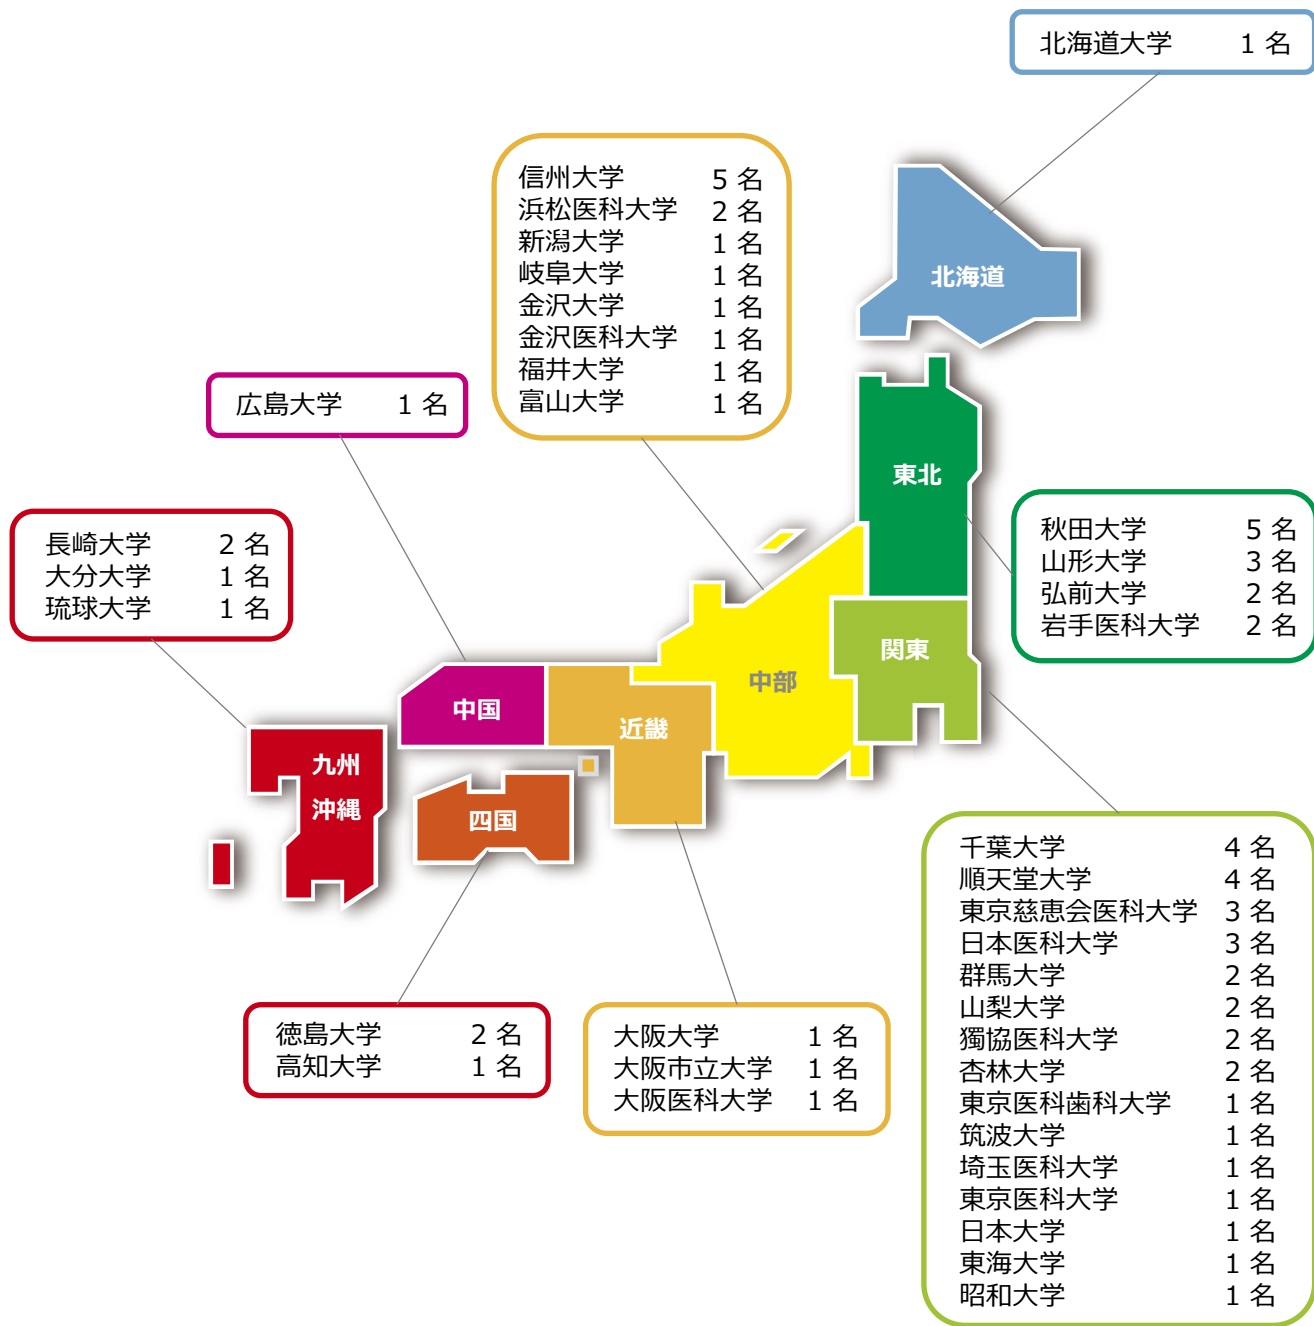 北海道大学 1 名
信州大学 5 名
浜松医科大学 2 名
新潟大学 1 名
岐阜大学 1 名
金沢大学 1 名
金沢医科大学 1 名
福井大学 1 名
富山大学 1 名
北海道
広島大学 1 名
東北
長崎大学 2 名
大分大学 1 名
琉球大学 1 名
秋田大学 5 名
山形大学 3 名
弘前大学 2 名
岩手医科大学 2 名
関東
中部
中国
近畿
九州
沖縄
四国
千葉大学 4 名
順天堂大学 4 名
東京慈恵会医科大学 3 名
日本医科大学 3 名
群馬大学 2 名
山梨大学 2 名
獨協医科大学 2 名
杏林大学 2 名
東京医科歯科大学 1 名
筑波大学 1 名
埼玉医科大学 1 名
東京医科大学 1 名
日本大学 1 名
東海大学 1 名
昭和大学 1 名
徳島大学 2 名
高知大学 1 名
大阪大学 1 名
大阪市立大学 1 名
大阪医科大学 1 名